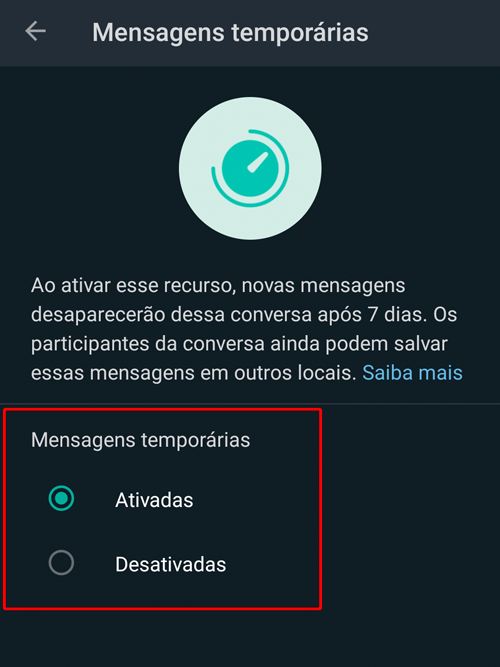 Mensagens temporárias
Ao ativar esse recurso, novas mensagens
desaparecerão dessa conversa após 7 dias. Os
participantes da conversa ainda podem salvar
essas mensagens em outros locais. Saiba mais
Mensagens temporárias
Ativadas
Desativadas